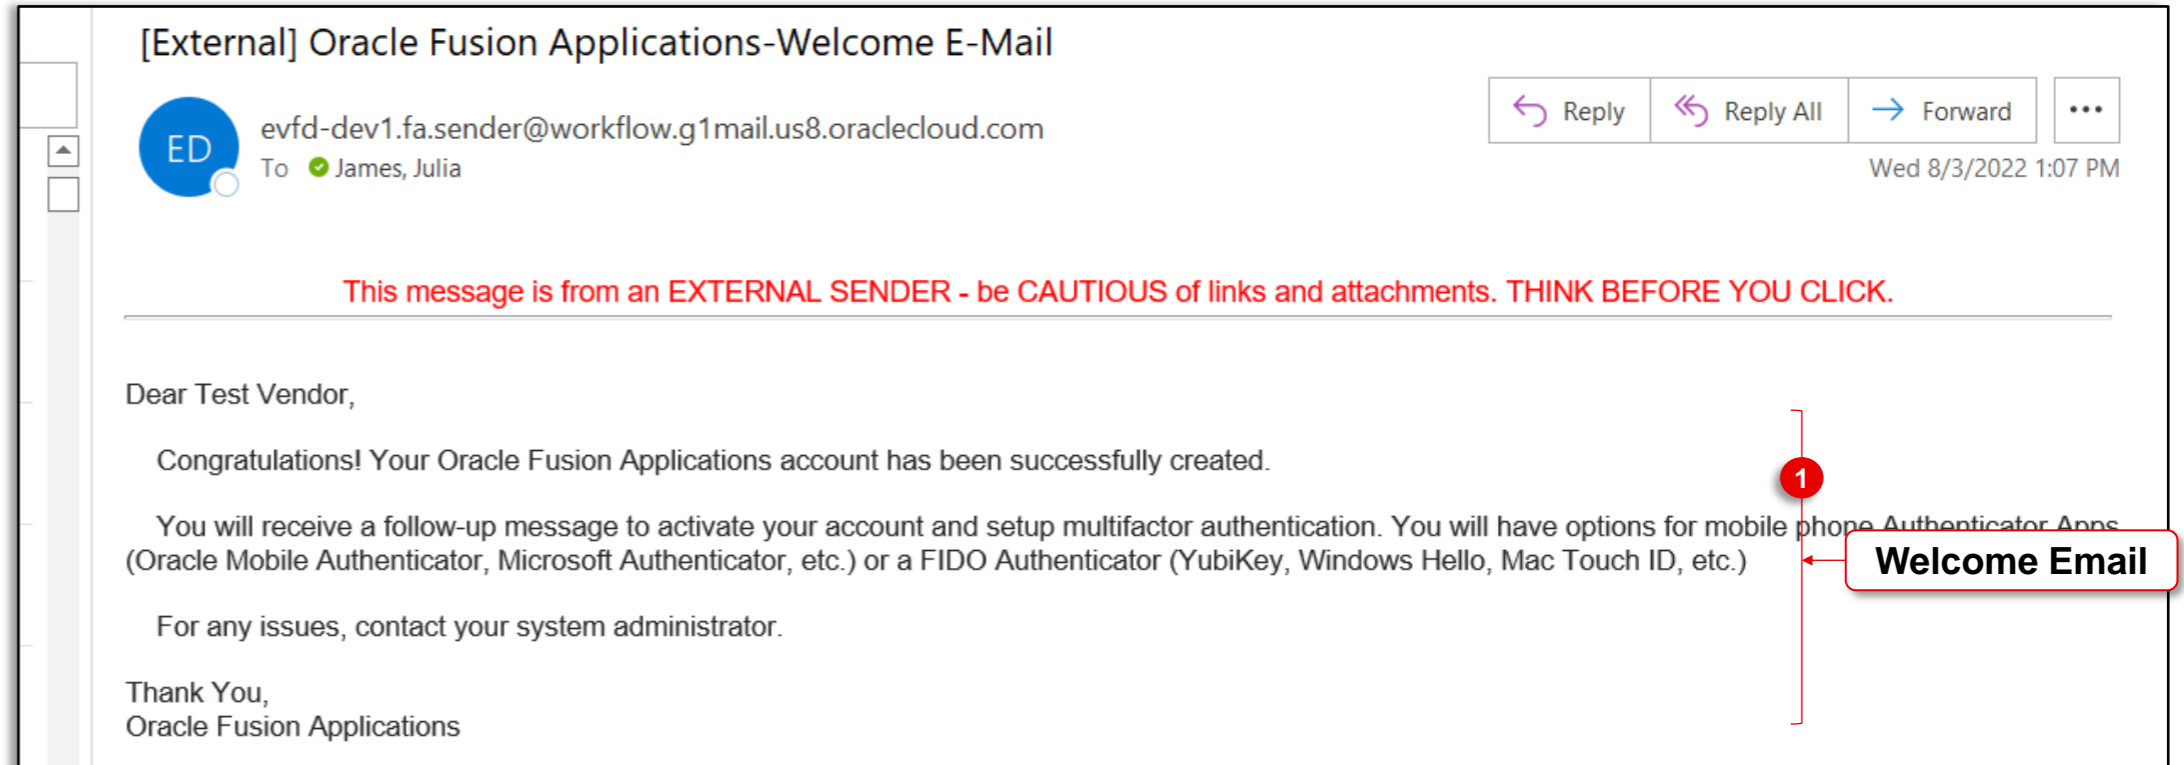 [External] Oracle Fusion Applications-Welcome E-Mail
ED
evfd-dev1.fa.sender@workflow.g1mail.us8.oraclecloud.com
To James, Julia
Reply
Reply All
Forward
Wed 8/3/2022 1:07 PM
This message is from an EXTERNAL SENDER - be CAUTIOUS of links and attachments. THINK BEFORE YOU CLICK.
Dear Test Vendor,
Congratulations! Your Oracle Fusion Applications account has been successfully created.
1
You will receive a follow-up message to activate your account and setup multifactor authentication. You will have options for mobile phone Authenticator Apps
(Oracle Mobile Authenticator, Microsoft Authenticator, etc.) or a FIDO Authenticator (YubiKey, Windows Hello, Mac Touch ID, etc.)
Welcome Email
For any issues, contact your system administrator.
Thank You,
Oracle Fusion Applications